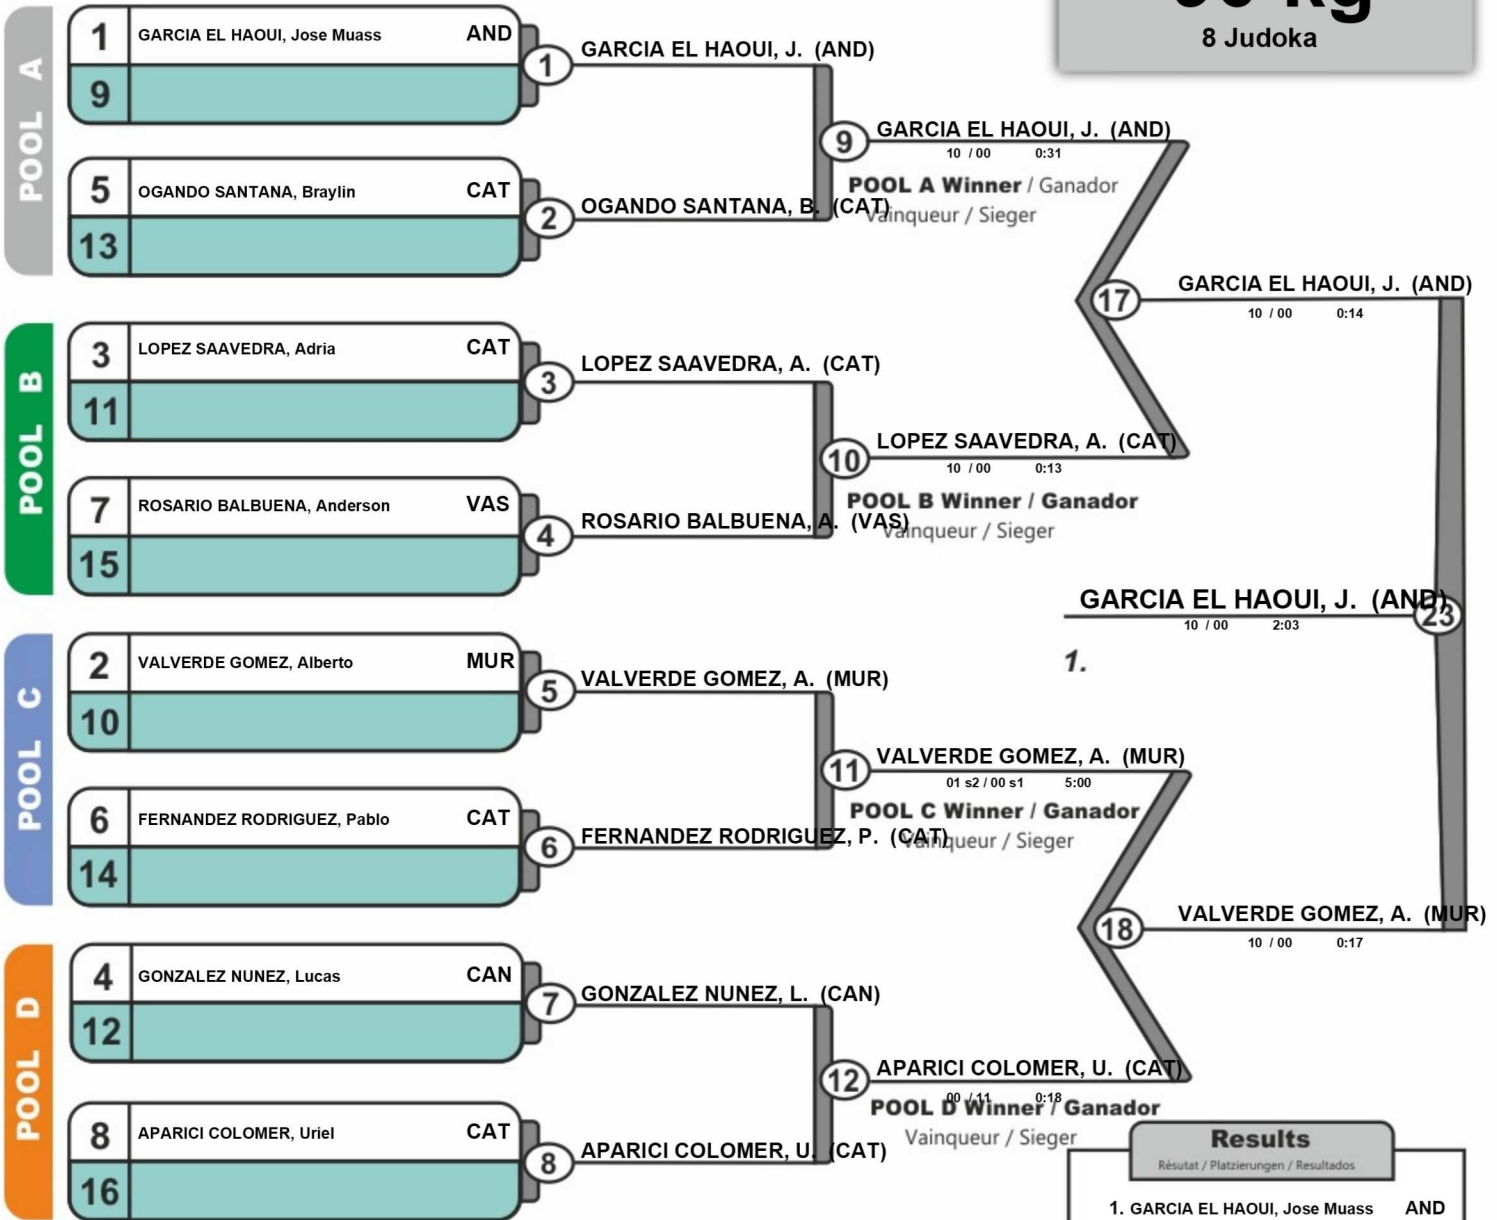 kg
8 Judoka
POOL A
1 GARCIA EL HAOUI, Jose Muass AND
9
1 GARCIA EL HAOUI, J. (AND)
5 OGANDO SANTANA, Braylin CAT
13
2 OGANDO SANTANA, B. (CAT)
9 GARCIA EL HAOUI, J. (AND)
10 / 00 0:31
POOL A Winner / Ganador
Vainqueur / Sieger
POOL B
3 LOPEZ SAAVEDRA, Adria CAT
11
3 LOPEZ SAAVEDRA, A. (CAT)
7 ROSARIO BALBUENA, Anderson VAS
15
4 ROSARIO BALBUENA, A. (VAS)
10 LOPEZ SAAVEDRA, A. (CAT)
10 / 00 0:13
POOL B Winner / Ganador
Vainqueur / Sieger
17 GARCIA EL HAOUI, J. (AND)
10 / 00 0:14
GARCIA EL HAOUI, J. (AND) 23
10 / 00 2:03
1.
POOL C
2 VALVERDE GOMEZ, Alberto MUR
10
5 VALVERDE GOMEZ, A. (MUR)
6 FERNANDEZ RODRIGUEZ, Pablo CAT
14
6 FERNANDEZ RODRIGUEZ, P. (CAT)
11 VALVERDE GOMEZ, A. (MUR)
01 s2 / 00 s1 5:00
POOL C Winner / Ganador
Vainqueur / Sieger
POOL D
4 GONZALEZ NUNEZ, Lucas CAN
12
7 GONZALEZ NUNEZ, L. (CAN)
8 APARICI COLOMER, Uriel CAT
16
8 APARICI COLOMER, U. (CAT)
12 APARICI COLOMER, U. (CAT)
00 / 11 0:18
POOL D Winner / Ganador
Vainqueur / Sieger
18 VALVERDE GOMEZ, A. (MUR)
10 / 00 0:17
Results
Résutat / Platzierungen / Resultados
1. GARCIA EL HAOUI, Jose Muass AND